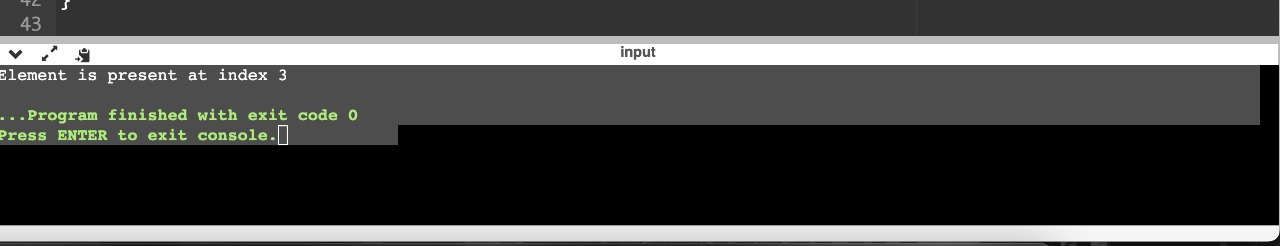 42 }
43
input
Element is present at index 3
...Program finished with exit code 0
Press ENTER to exit console.